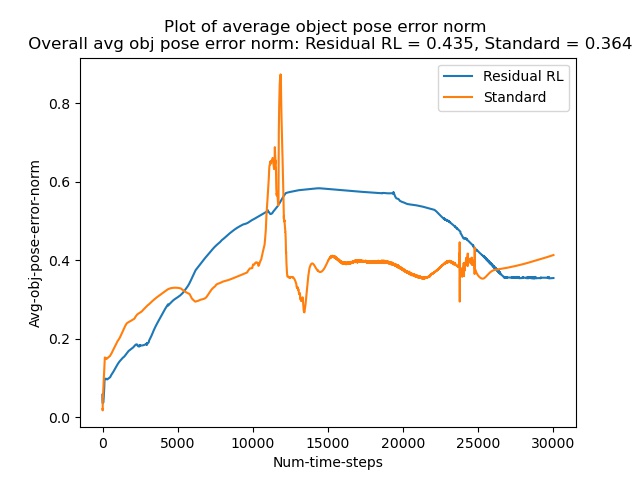 Plot of average object pose error norm
Overall avg obj pose error norm: Residual RL = 0.435, Standard = 0.364
Residual RL
Standard
Avg-obj-pose-error-norm
0.8
0.6
0.4
0.2
0.0
0 5000 10000 15000 20000 25000 30000
Num-time-steps